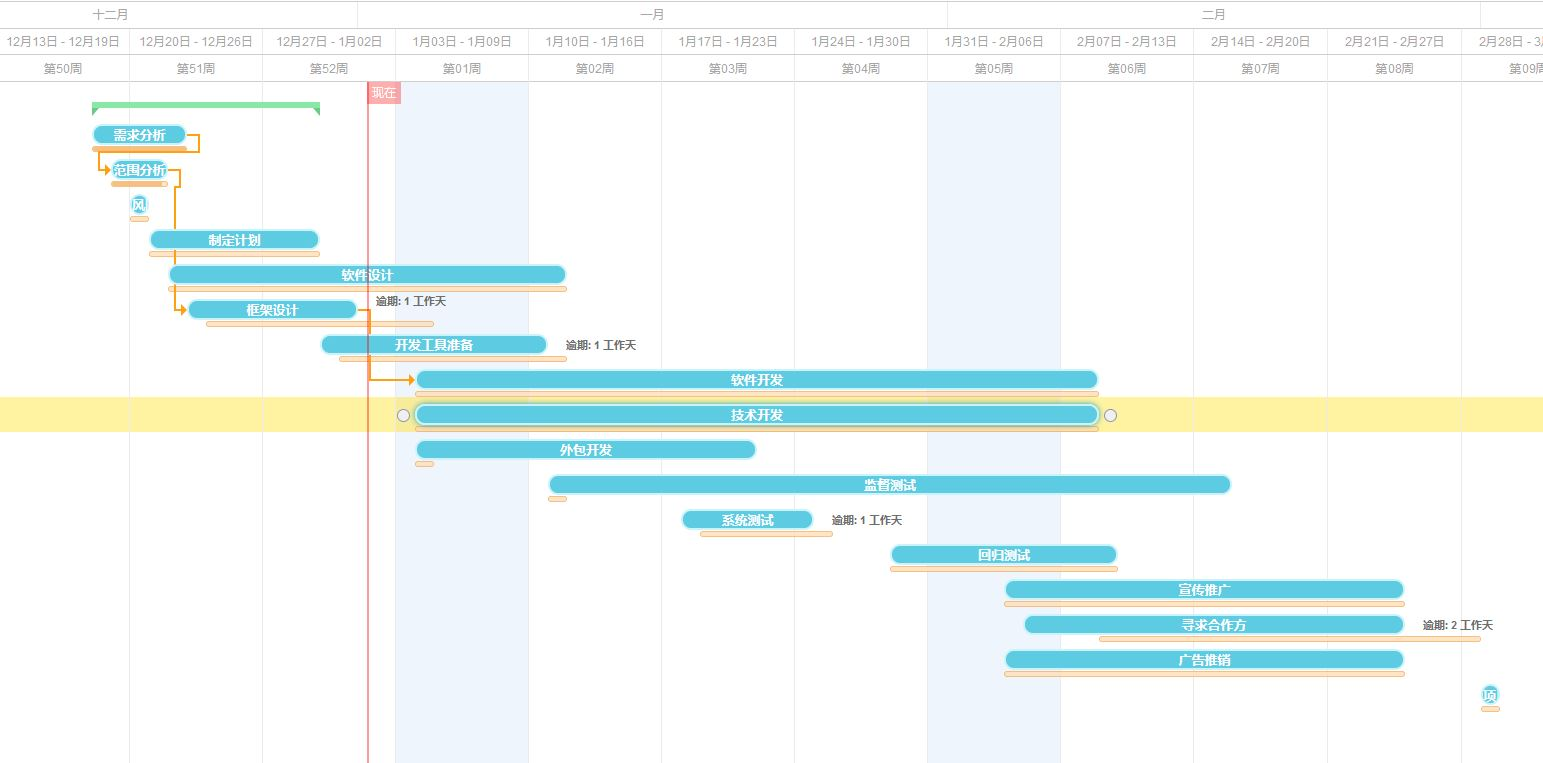 十二月 一月 二月
12月13日 - 12月19日 12月20日 - 12月26日 12月27日 - 1月02日 1月03日 - 1月09日 1月10日 - 1月16日 1月17日 - 1月23日 1月24日 - 1月30日 1月31日 - 2月06日 2月07日 - 2月13日 2月14日 - 2月20日 2月21日 - 2月27日 2月28日 - 3
第50周 第51周 第52周 第01周 第02周 第03周 第04周 第05周 第06周 第07周 第08周 第09周
现在
需求分析
范围分析
风
制定计划
软件设计
框架设计 逾期: 1 工作天
开发工具准备 逾期: 1 工作天
软件开发
技术开发
外包开发
监督测试
系统测试 逾期: 1 工作天
回归测试
宣传推广
寻求合作方 逾期: 2 工作天
广告推销
项